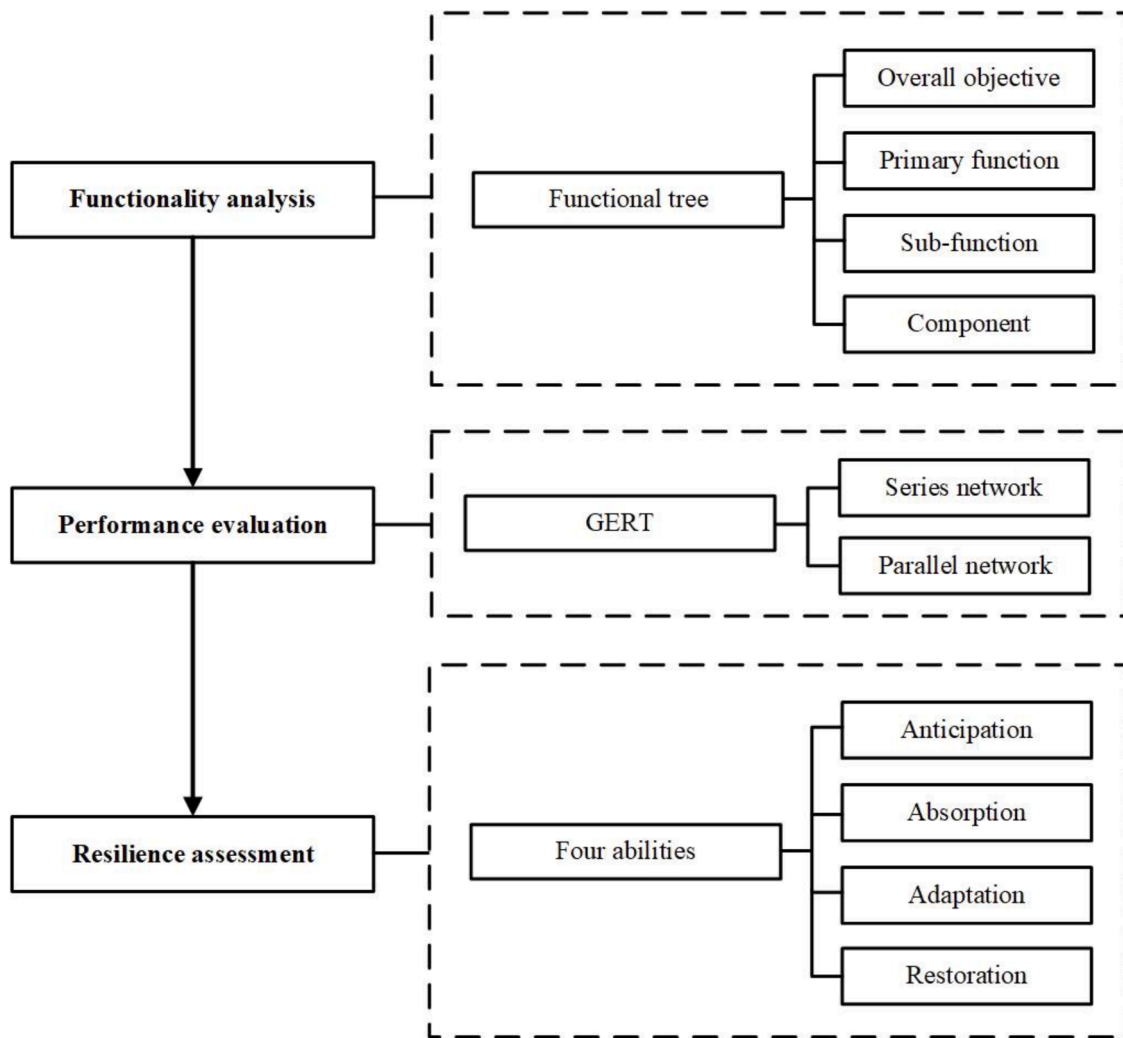 Overall objective
Primary function
Functionality analysis
Functional tree
Sub-function
Component
Series network
Performance evaluation
GERT
Parallel network
Anticipation
Absorption
Resilience assessment
Four abilities
Adaptation
Restoration